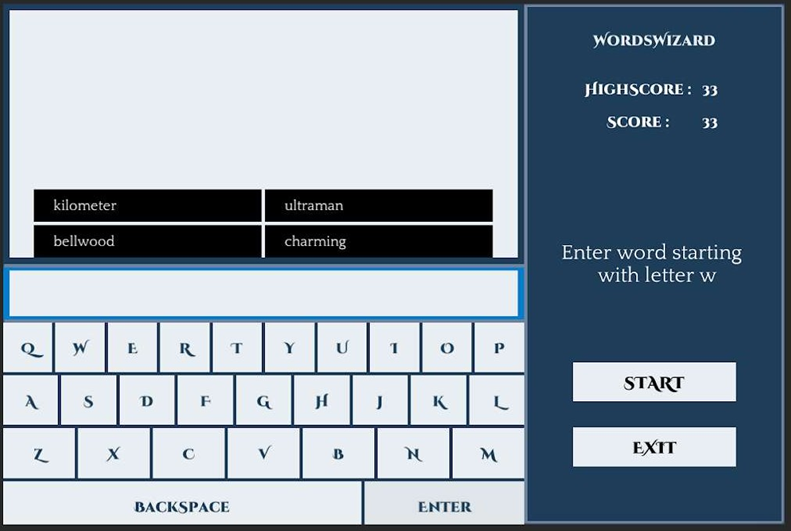 WordsWizard
HighScore : 33
Score : 33
kilometer ultraman
bellwood charming
Enter word starting
with letter w
Q W E R T Y U I O P
A S D F G H J K L
Z X C V B N M
Backspace Enter
Start
Exit